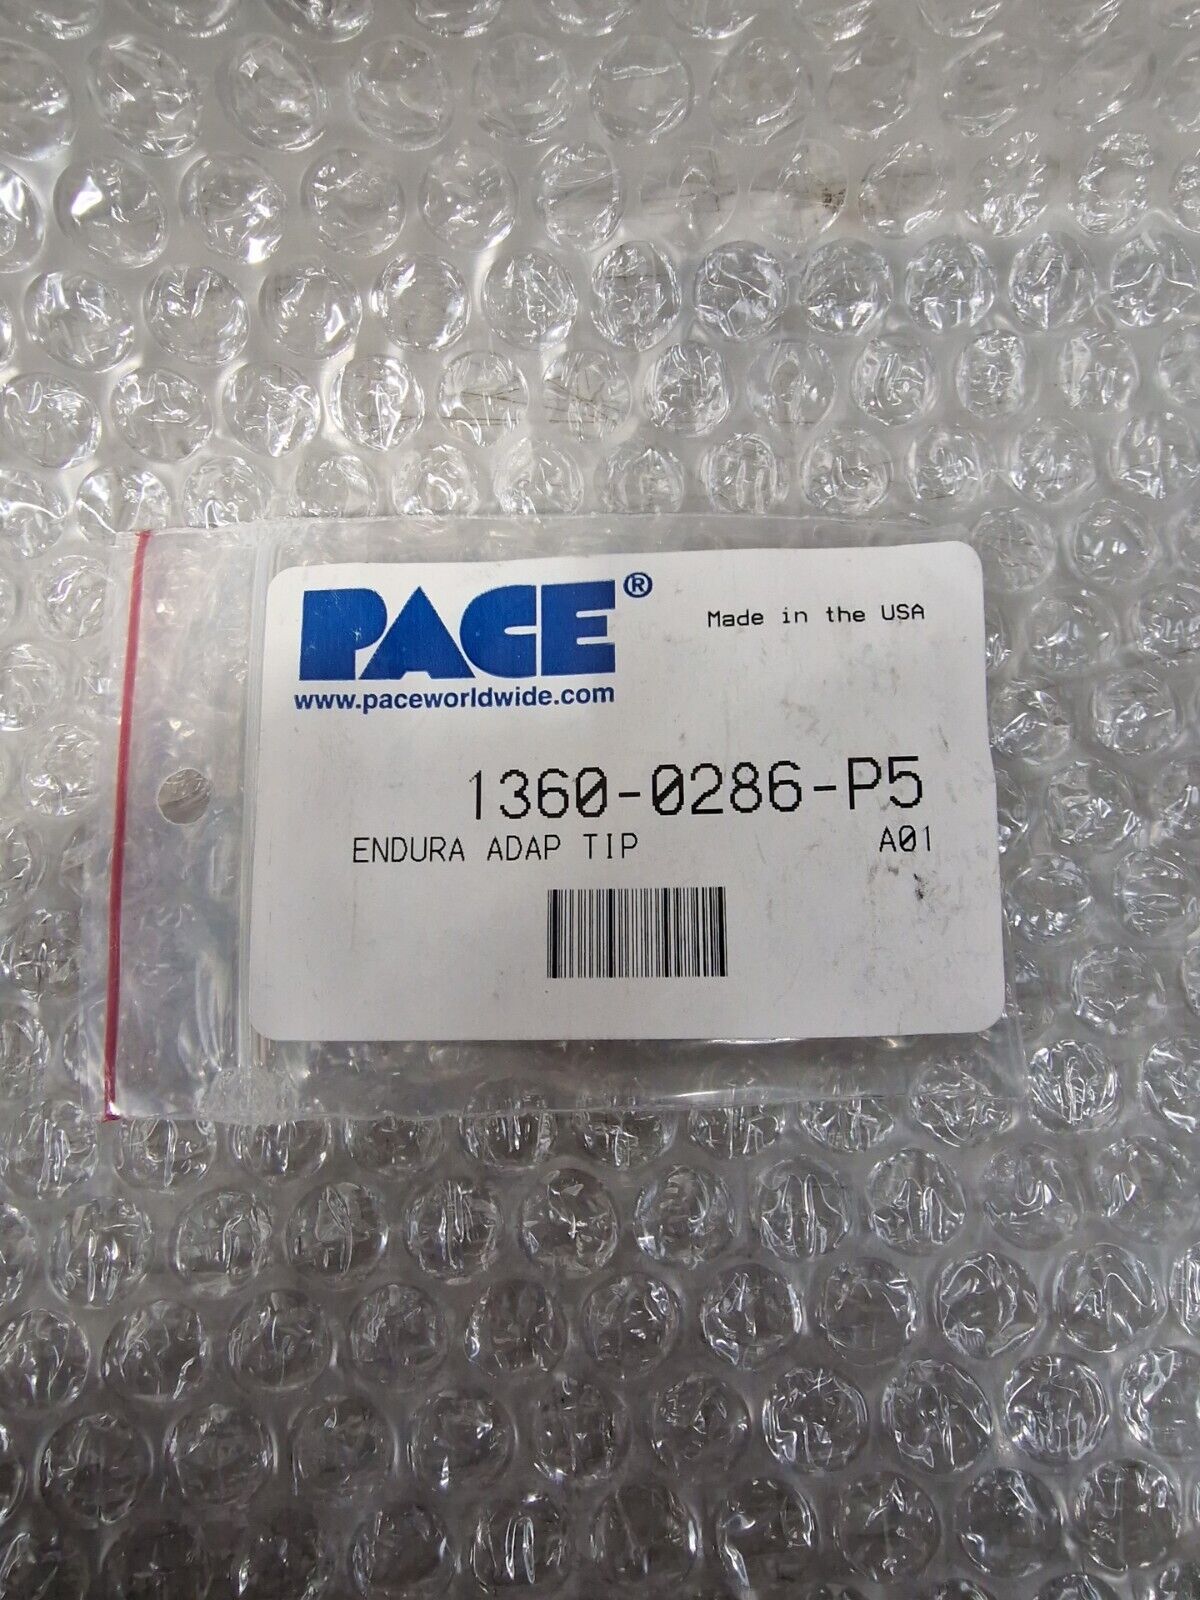 PACE®
Made in the USA
www.paceworldwide.com
1360-0286-P5
ENDURA ADAP TIP A01